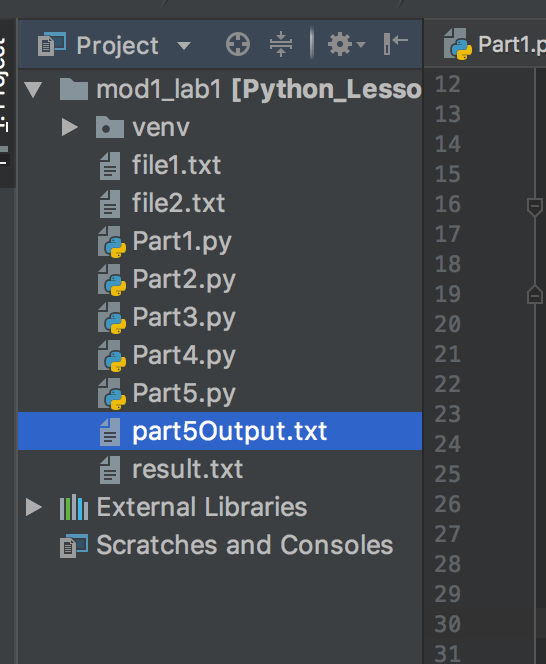 Project
Part1.p
1: Project
mod1_lab1 [Python_Lesso
venv
file1.txt
file2.txt
Part1.py
Part2.py
Part3.py
Part4.py
Part5.py
part5Output.txt
result.txt
External Libraries
Scratches and Consoles
12
13
14
15
16
17
18
19
20
21
22
23
24
25
26
27
28
29
30
31